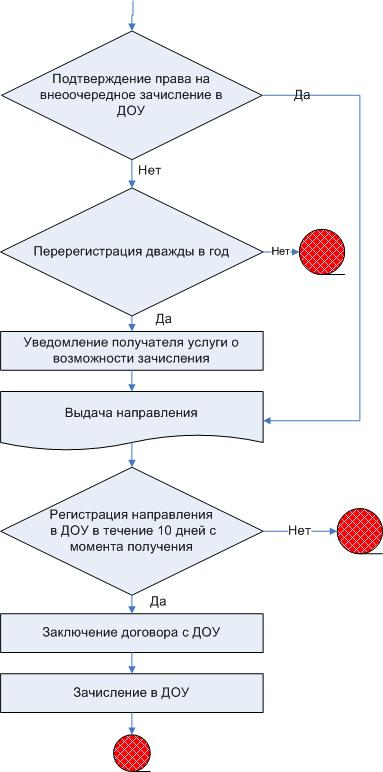 Подтверждение права на
внеоочередное зачисление в
ДОУ
Да
Нет
Перерегистрация дважды в год
Нет
Да
Уведомление получателя услуги о
возможности зачисления
Выдача направления
Регистрация направления
в ДОУ в течение 10 дней с
момента получения
Нет
Да
Заключение договора с ДОУ
Зачисление в ДОУ